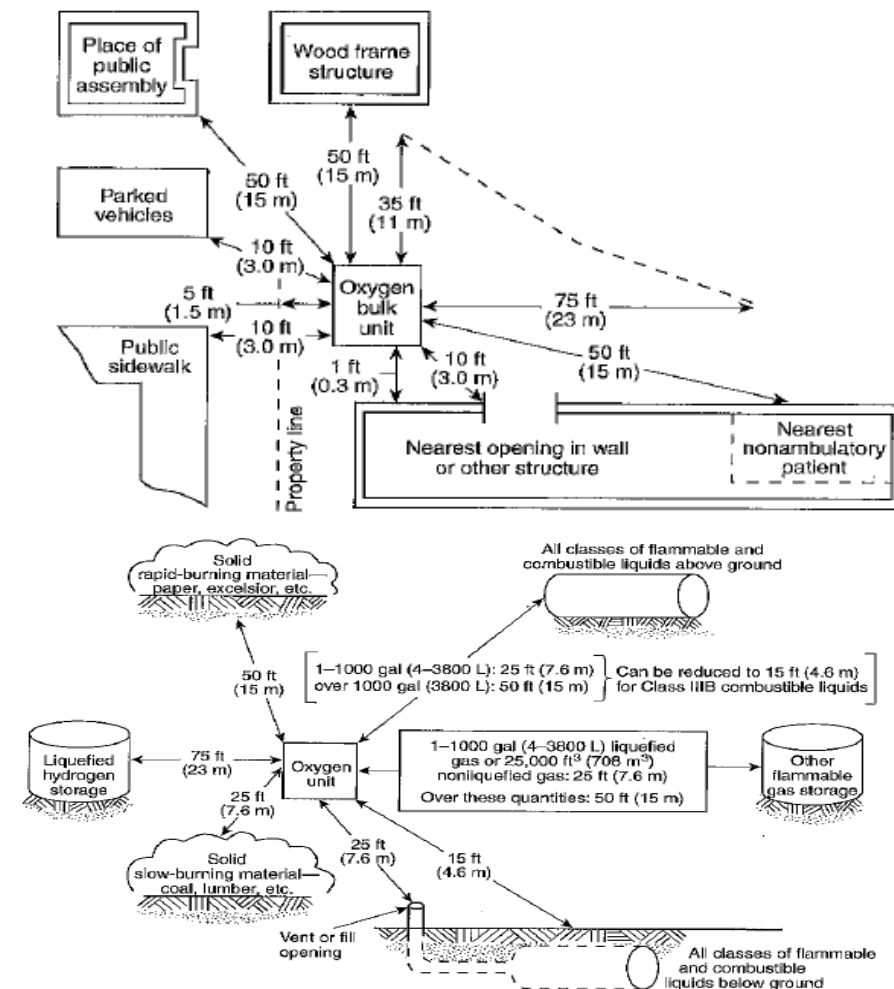 Place of
public
assembly
Wood frame
structure
50 ft
(15 m)
50 ft
(15 m)
35 ft
(11 m)
Parked
vehicles
10 ft
(3.0 m)
5 ft
(1.5 m)
Oxygen
bulk
unit
75 ft
(23 m)
10 ft
(3.0 m)
Public
sidewalk
1 ft
(0.3 m)
10 ft
(3.0 m)
50 ft
(15 m)
Property line
Nearest opening in wall
or other structure
Nearest
nonambulatory
patient
Solid
rapid-burning material—
paper, excelsior, etc.
All classes of flammable and
combustible liquids above ground
50 ft
(15 m)
1–1000 gal (4–3800 L): 25 ft (7.6 m)
over 1000 gal (3800 L): 50 ft (15 m)
Can be reduced to 15 ft (4.6 m)
for Class IIIB combustible liquids
Liquefied
hydrogen
storage
75 ft
(23 m)
Oxygen
unit
1–1000 gal (4–3800 L) liquefied
gas or 25,000 ft³ (708 m³)
nonliquefied gas: 25 ft (7.6 m)
Over these quantities: 50 ft (15 m)
Other
flammable
gas storage
25 ft
(7.6 m)
Solid
slow-burning material—
coal, lumber, etc.
25 ft
(7.6 m)
15 ft
(4.6 m)
Vent or fill
opening
All classes of flammable
and combustible
liquids below ground